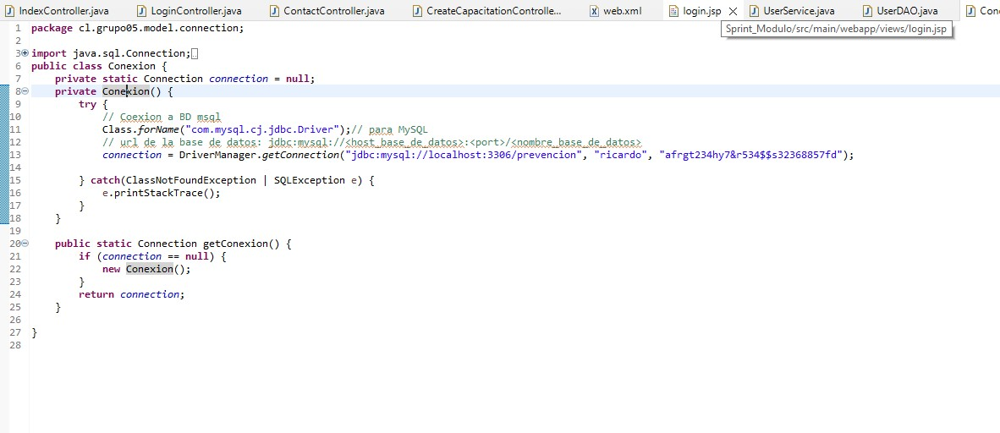 IndexController.java LoginController.java ContactController.java CreateCapacitationControlle... web.xml login.jsp UserService.java UserDAO.java Con
Sprint_Modulo/src/main/webapp/views/login.jsp
1 package cl.grupo05.model.connection;
2
3 import java.sql.Connection;
6 public class Conexion {
7 private static Connection connection = null;
8 private Conexion() {
9 try {
10 // Coexion a BD msql
11 Class.forName("com.mysql.cj.jdbc.Driver");// para MySQL
12 // url de la base de datos: jdbc:mysql://<host_base_de_datos>:<port>/<nombre_base_de_datos>
13 connection = DriverManager.getConnection("jdbc:mysql://localhost:3306/prevencion", "ricardo", "afrgt234hy7&r534$$s32368857fd");
14
15 } catch(ClassNotFoundException | SQLException e) {
16 e.printStackTrace();
17 }
18 }
19
20 public static Connection getConexion() {
21 if (connection == null) {
22 new Conexion();
23 }
24 return connection;
25 }
26
27 }
28